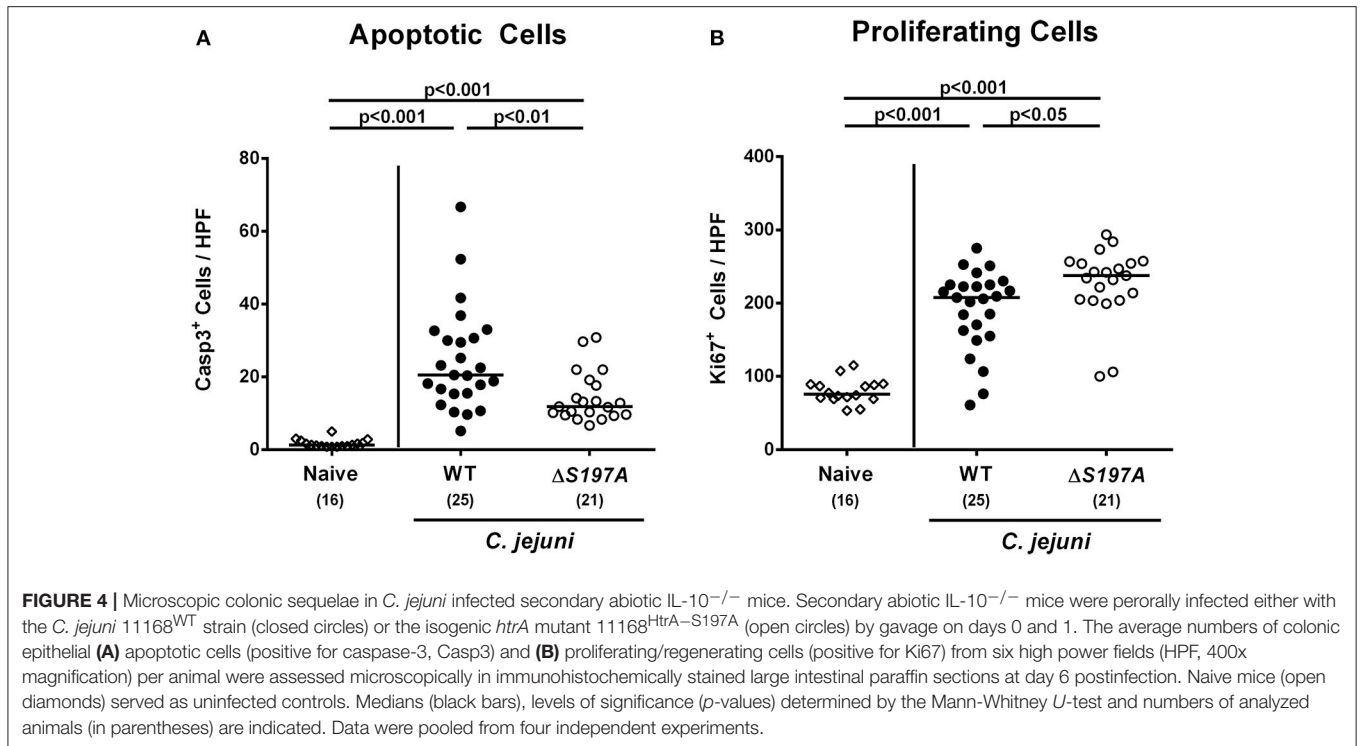 A Apoptotic Cells
p<0.001
p<0.001 p<0.01
Casp3+ Cells / HPF
80
60
40
20
0
Naive WT ΔS197A
(16) (25) (21)
C. jejuni
B Proliferating Cells
p<0.001
p<0.001 p<0.05
Ki67+ Cells / HPF
400
300
200
100
0
Naive WT ΔS197A
(16) (25) (21)
C. jejuni
FIGURE 4 | Microscopic colonic sequelae in C. jejuni infected secondary abiotic IL-10−/− mice. Secondary abiotic IL-10−/− mice were perorally infected either with
the C. jejuni 11168WT strain (closed circles) or the isogenic htrA mutant 11168HtrA−S197A (open circles) by gavage on days 0 and 1. The average numbers of colonic
epithelial (A) apoptotic cells (positive for caspase-3, Casp3) and (B) proliferating/regenerating cells (positive for Ki67) from six high power fields (HPF, 400x
magnification) per animal were assessed microscopically in immunohistochemically stained large intestinal paraffin sections at day 6 postinfection. Naive mice (open
diamonds) served as uninfected controls. Medians (black bars), levels of significance (p-values) determined by the Mann-Whitney U-test and numbers of analyzed
animals (in parentheses) are indicated. Data were pooled from four independent experiments.